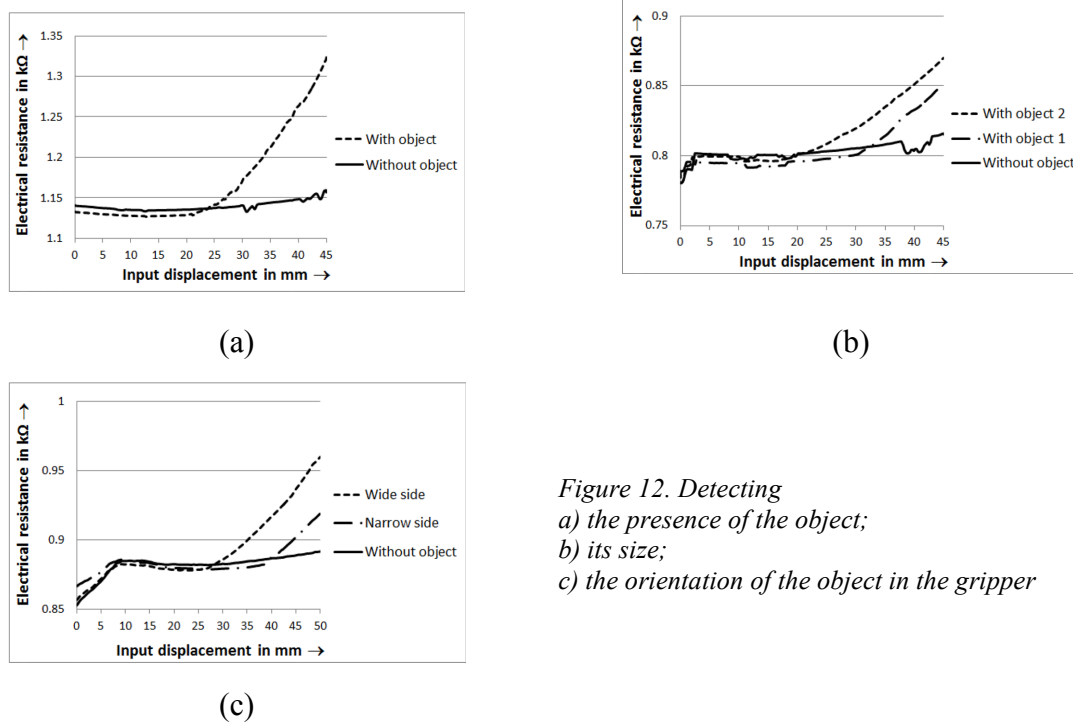 1.35
1.3
1.25
1.2
1.15
1.1
0 5 10 15 20 25 30 35 40 45
Electrical resistance in kΩ →
Input displacement in mm →
With object
Without object
(a)
0.9
0.85
0.8
0.75
0 5 10 15 20 25 30 35 40 45
Electrical resistance in kΩ →
Input displacement in mm →
With object 2
With object 1
Without object
(b)
1
0.95
0.9
0.85
0 5 10 15 20 25 30 35 40 45 50
Electrical resistance in kΩ →
Input displacement in mm →
Wide side
Narrow side
Without object
(c)
Figure 12. Detecting
a) the presence of the object;
b) its size;
c) the orientation of the object in the gripper